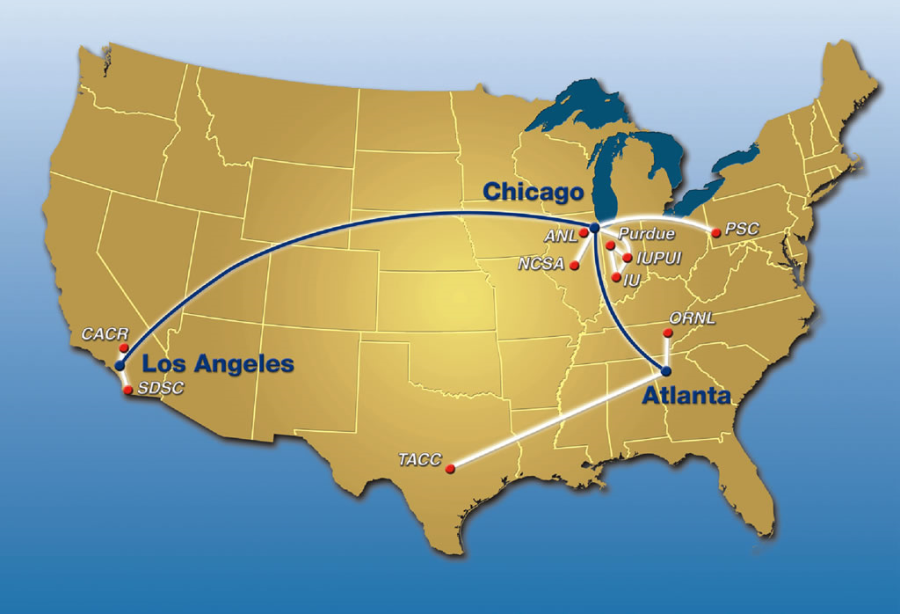 Chicago
ANL
Purdue
PSC
NCSA
IUPUI
IU
ORNL
CACR
Los Angeles
SDSC
Atlanta
TACC